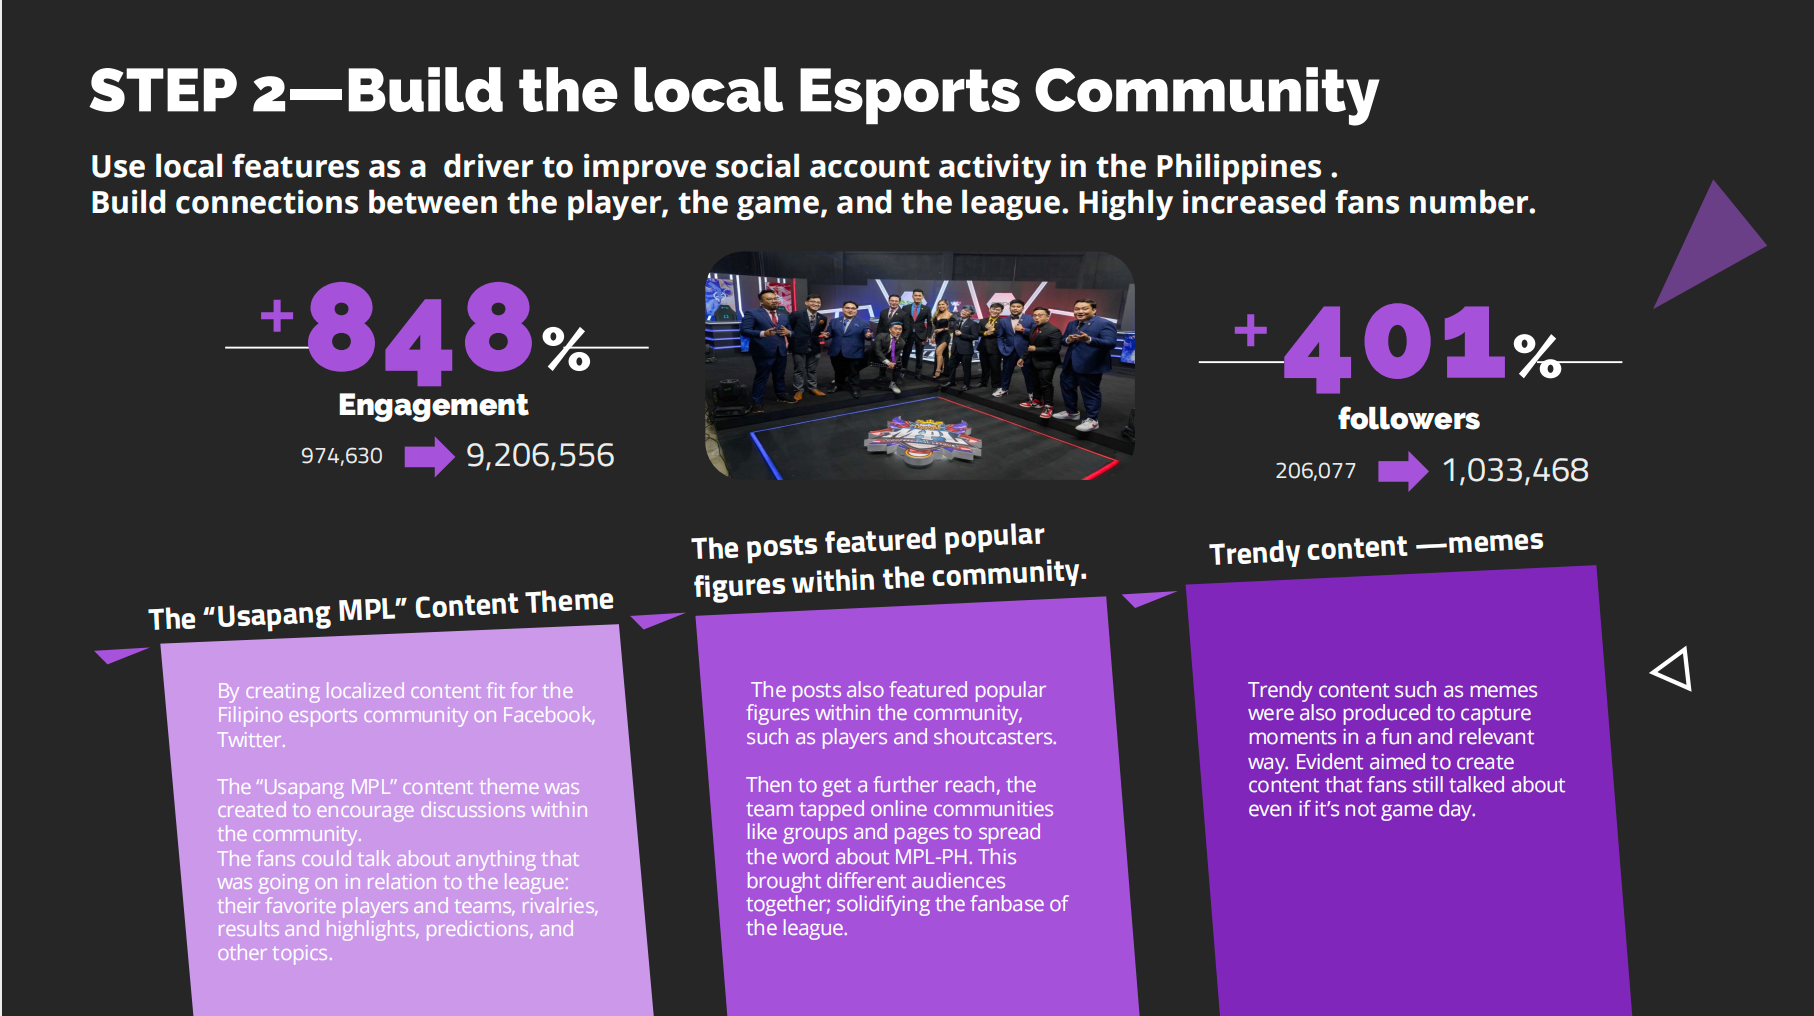 STEP 2—Build the local Esports Community
Use local features as a  driver to improve social account activity in the Philippines .
Build connections between the player, the game, and the league. Highly increased fans number.
+848%
Engagement
974,630
9,206,556
MPL
+401%
followers
206,077
1,033,468
The “Usapang MPL” Content Theme
By creating localized content fit for the
Filipino esports community on Facebook,
Twitter.
The “Usapang MPL” content theme was
created to encourage discussions within
the community.
The fans could talk about anything that
was going on in relation to the league:
their favorite players and teams, rivalries,
results and highlights, predictions, and
other topics.
The posts featured popular
figures within the community.
The posts also featured popular
figures within the community,
such as players and shoutcasters.
Then to get a further reach, the
team tapped online communities
like groups and pages to spread
the word about MPL-PH. This
brought different audiences
together; solidifying the fanbase of
the league.
Trendy content —memes
Trendy content such as memes
were also produced to capture
moments in a fun and relevant
way. Evident aimed to create
content that fans still talked about
even if it’s not game day.